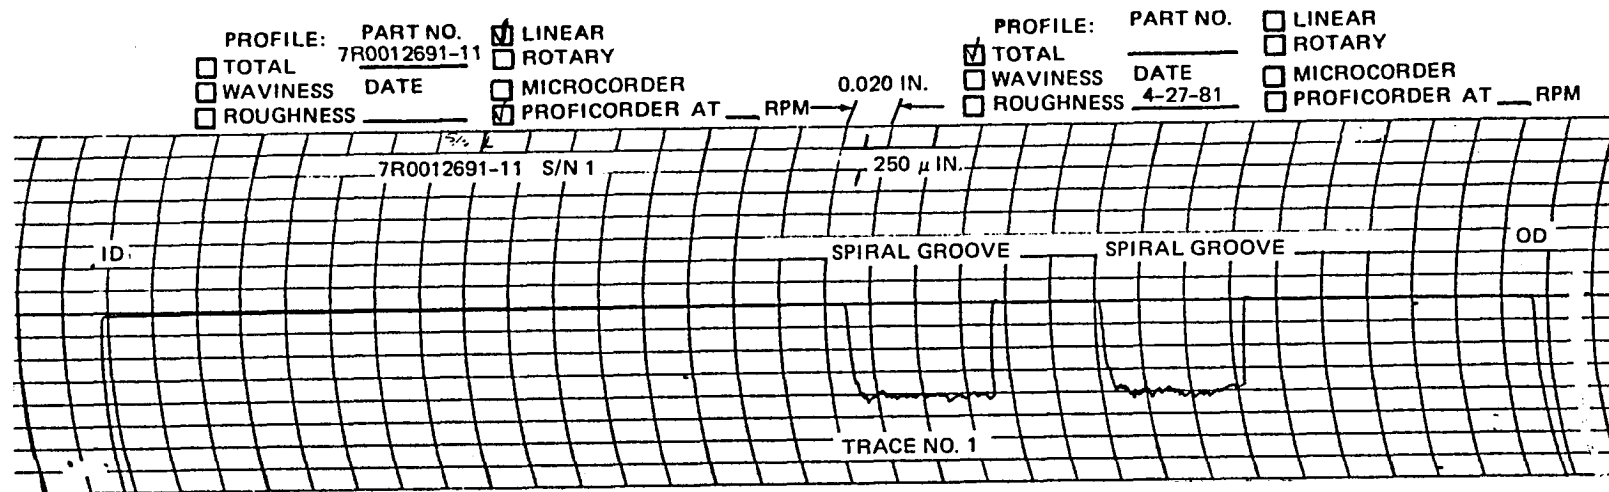 PROFILE: PART NO. LINEAR
7R0012691-11 ROTARY
TOTAL
WAVINESS DATE MICROCORDER
ROUGHNESS PROFICORDER AT RPM
0.020 IN.
PROFILE: PART NO. LINEAR
TOTAL ROTARY
WAVINESS DATE MICROCORDER
ROUGHNESS 4-27-81 PROFICORDER AT RPM
7R0012691-11 S/N 1
250 μ IN.
ID
SPIRAL GROOVE
SPIRAL GROOVE
OD
TRACE NO. 1